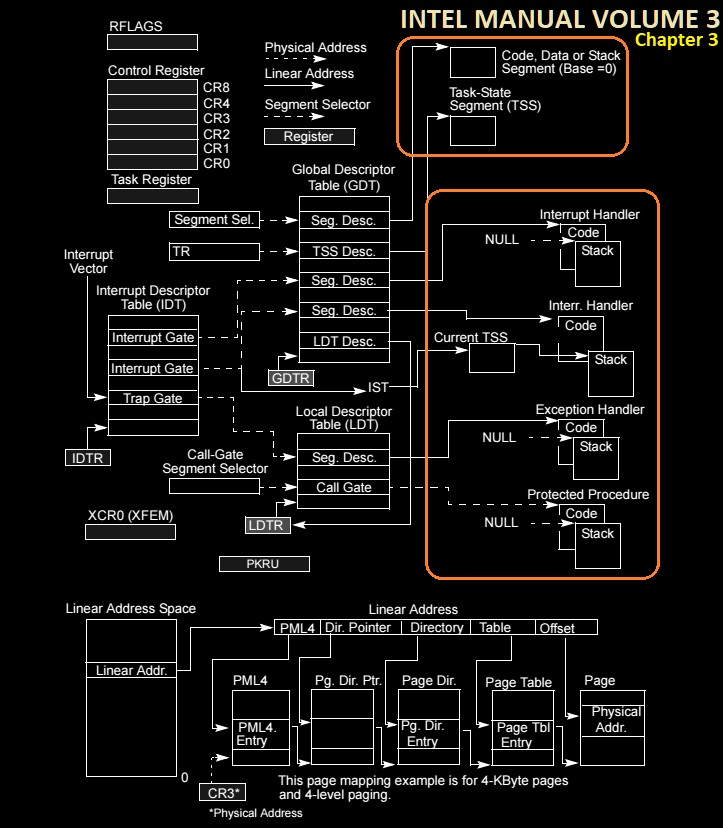 INTEL MANUAL VOLUME 3
Chapter 3
RFLAGS
Physical Address
Linear Address
Segment Selector
Register
Code, Data or Stack
Segment (Base =0)
Task-State
Segment (TSS)
Control Register
CR8
CR4
CR3
CR2
CR1
CR0
Task Register
Global Descriptor
Table (GDT)
Segment Sel.
Seg. Desc.
TR
TSS Desc.
Seg. Desc.
Seg. Desc.
LDT Desc.
GDTR
Interrupt Handler
Code
NULL
Stack
Interrupt
Vector
Interrupt Descriptor
Table (IDT)
Interrupt Gate
Interrupt Gate
Trap Gate
IDTR
Interr. Handler
Code
Current TSS
Stack
IST
Local Descriptor
Table (LDT)
Exception Handler
Code
NULL
Stack
Call-Gate
Segment Selector
Seg. Desc.
Call Gate
LDTR
Protected Procedure
Code
NULL
Stack
XCR0 (XFEM)
PKRU
Linear Address Space
Linear Addr.
0
Linear Address
PML4
Dir. Pointer
Directory
Table
Offset
PML4
Pg. Dir. Ptr.
Page Dir.
Page Table
Page
PML4.
Entry
Pg. Dir.
Entry
Page Tbl
Entry
Physical
Addr.
CR3*
This page mapping example is for 4-KByte pages
and 4-level paging.
*Physical Address